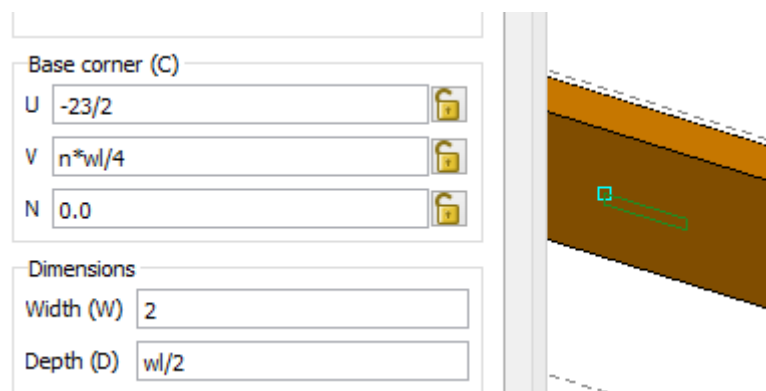 Base corner (C)
U -23/2
V n*wl/4
N 0.0
Dimensions
Width (W) 2
Depth (D) wl/2